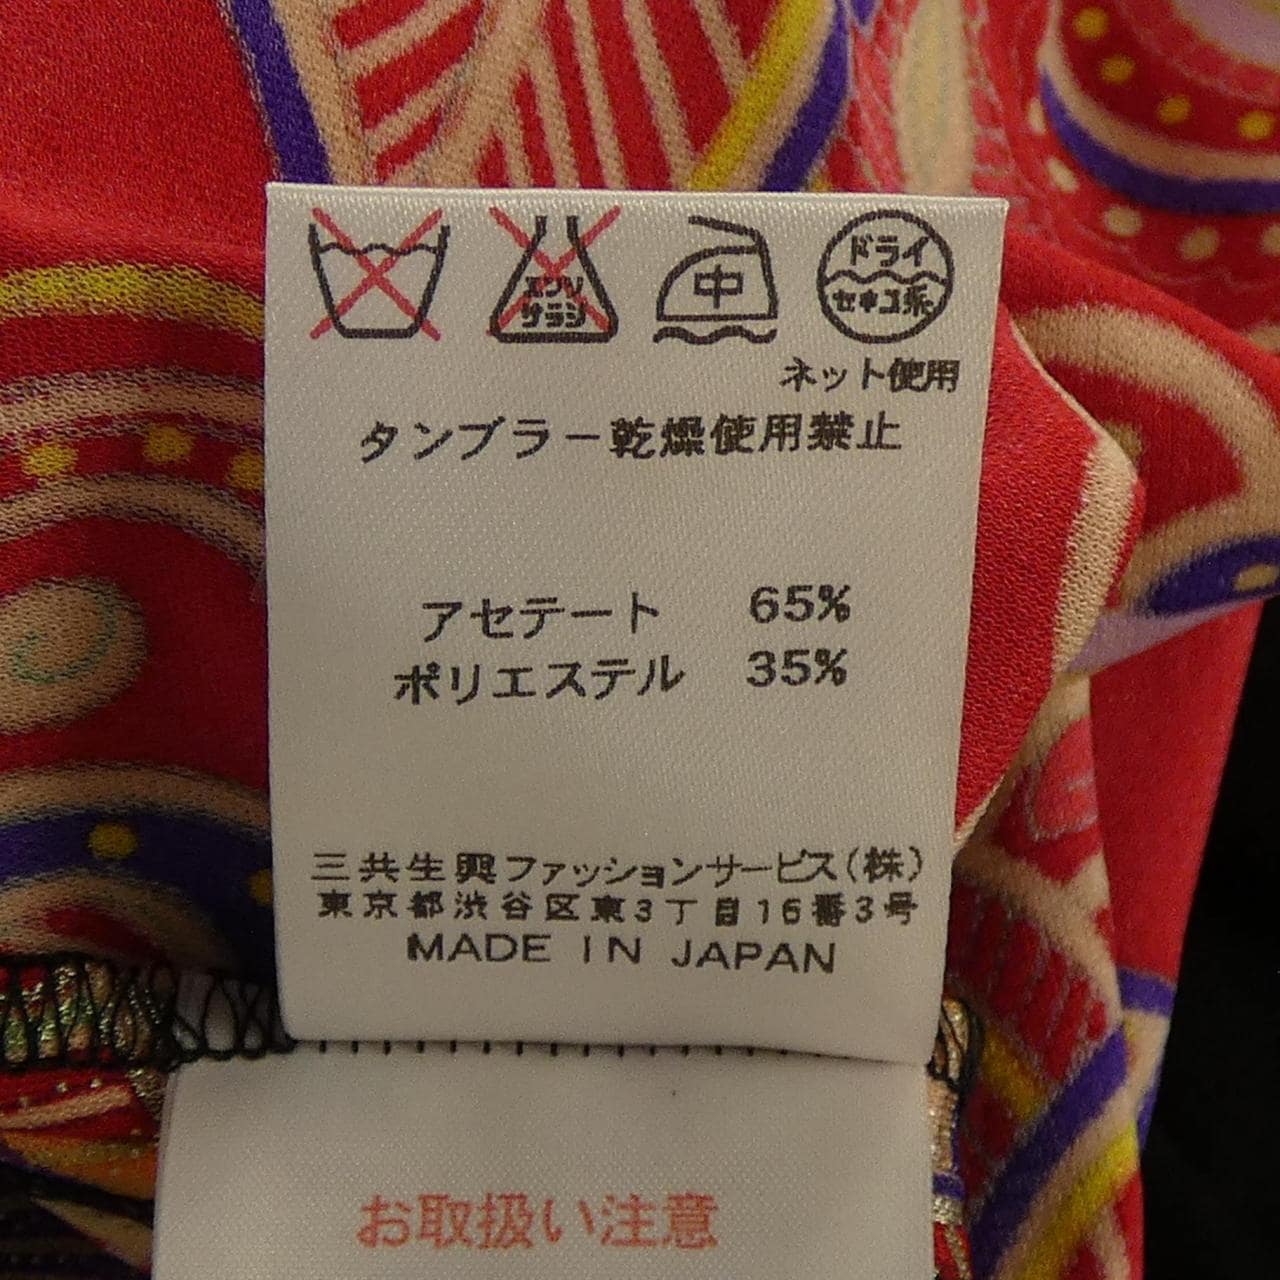 エンソ
サラシ
中
ドライ
セキユ系
ネット使用
タンブラー乾燥使用禁止
アセテート 65%
ポリエステル 35%
三共生興ファッションサービス(株)
東京都渋谷区東3丁目16番3号
MADE IN JAPAN
お取扱い注意